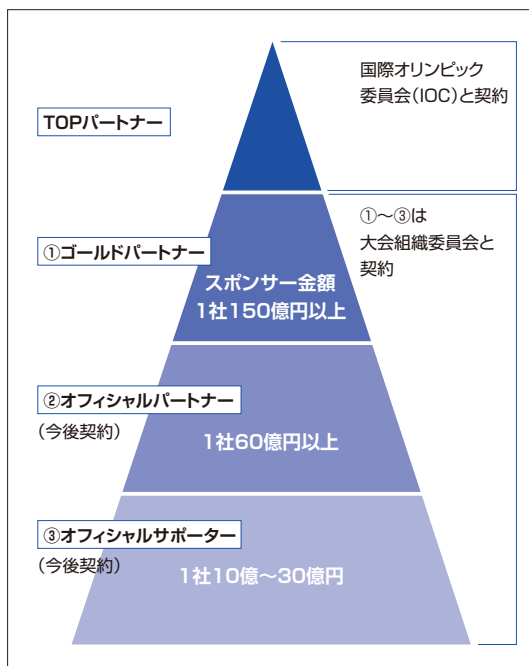 国際オリンピック
委員会(IOC)と契約
TOPパートナー
①〜③は
大会組織委員会と
契約
①ゴールドパートナー
スポンサー金額
1社150億円以上
②オフィシャルパートナー
(今後契約)
1社60億円以上
③オフィシャルサポーター
(今後契約)
1社10億〜30億円